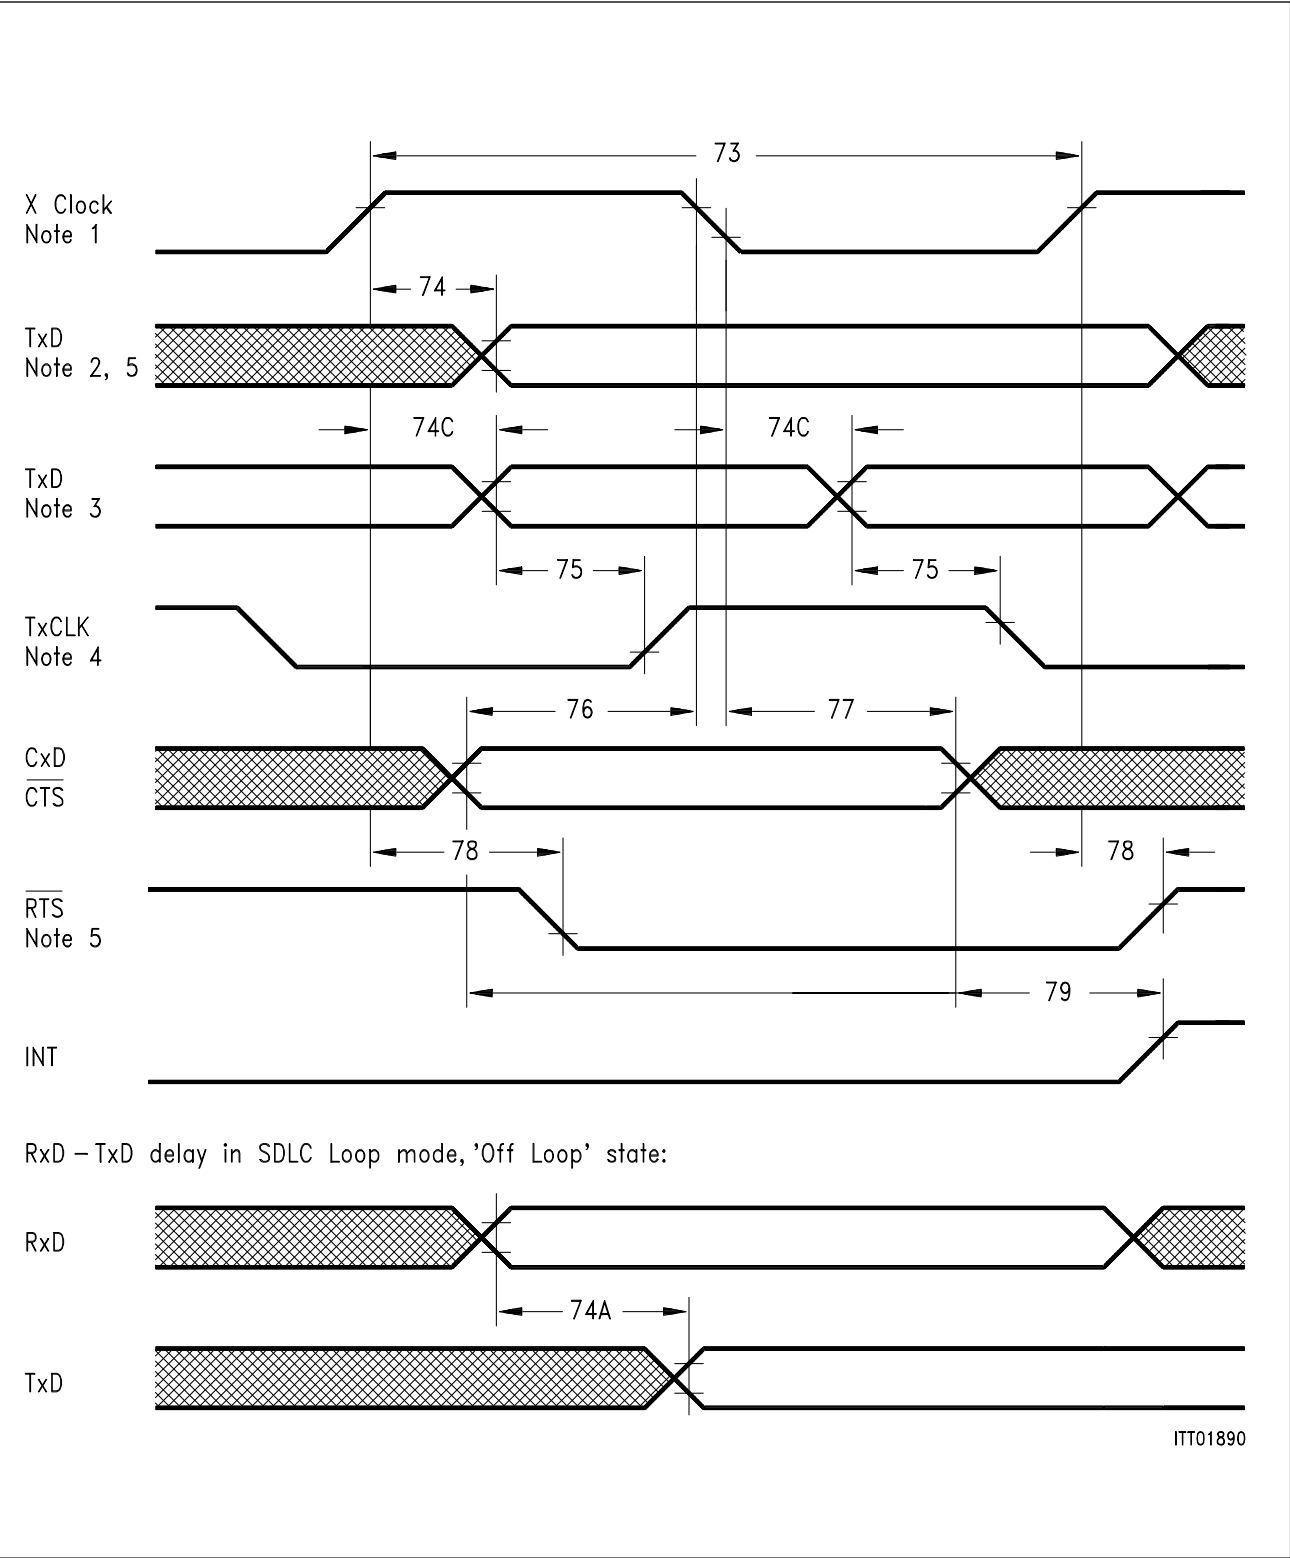 73
X Clock
Note 1
74
TxD
Note 2, 5
74C 74C
TxD
Note 3
75 75
TxCLK
Note 4
76 77
CxD
C̅T̅S̅
78 78
R̅T̅S̅
Note 5
79
INT
RxD – TxD delay in SDLC Loop mode, 'Off Loop' state:
RxD
74A
TxD
ITT01890